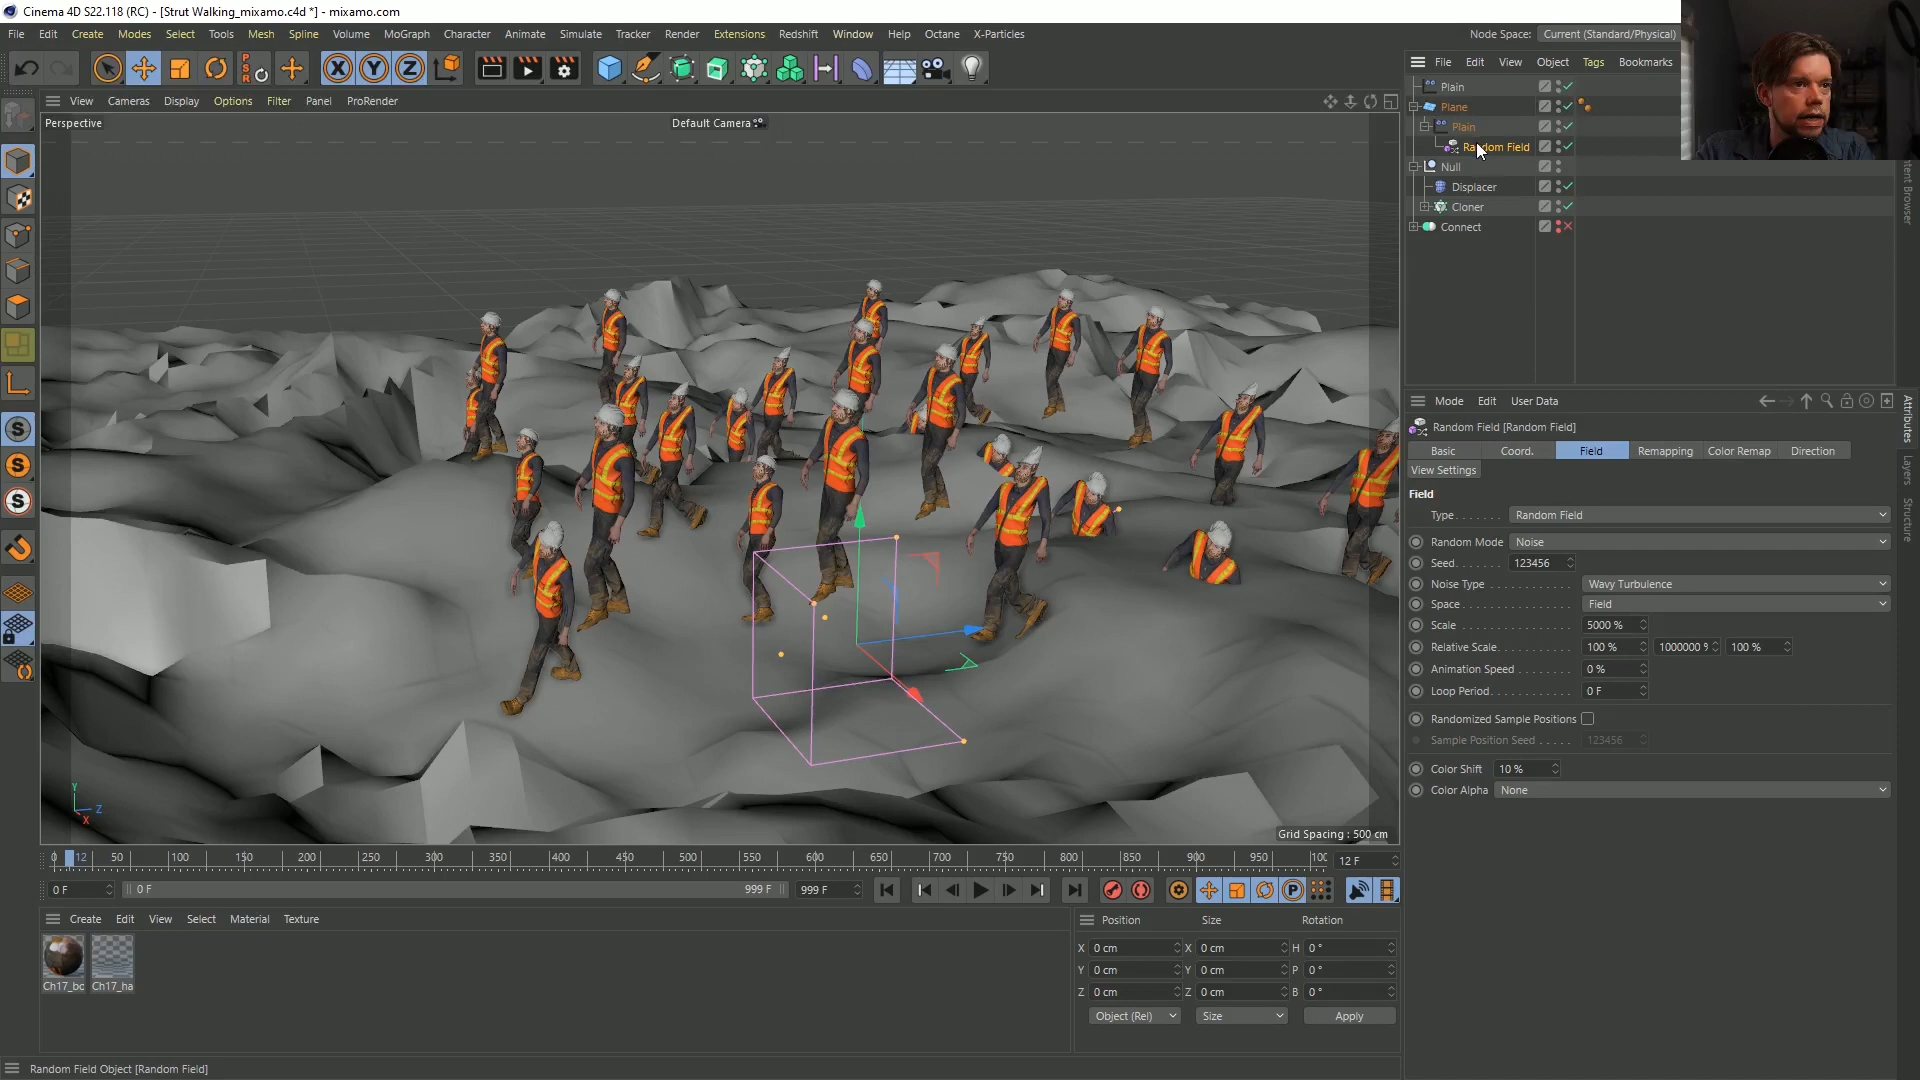 Cinema 4D S22.118 (RC) - [Strut Walking_mixamo.c4d *] - mixamo.com
File Edit Create Modes Select Tools Mesh Spline Volume MoGraph Character Animate Simulate Tracker Render Extensions Redshift Window Help Octane X-Particles
Node Space: Current (Standard/Physical)
File Edit View Object Tags Bookmarks
View Cameras Display Options Filter Panel ProRender
Perspective
Default Camera
Plain
Plane
Plain
Random Field
Null
Displacer
Cloner
Connect
Mode Edit User Data
Random Field [Random Field]
Basic Coord. Field Remapping Color Remap Direction
View Settings
Field
Type Random Field
Random Mode Noise
Seed 123456
Noise Type Wavy Turbulence
Space Field
Scale 5000 %
Relative Scale 100 % 1000000 % 100 %
Animation Speed 0 %
Loop Period 0 F
Randomized Sample Positions
Sample Position Seed 123456
Color Shift 10 %
Color Alpha None
Content Browser
Attributes
Layers
Structure
Y
Z
X
Grid Spacing : 500 cm
0 12 50 100 150 200 250 300 350 400 450 500 550 600 650 700 750 800 850 900 950 100 12 F
0 F 0 F 999 F 999 F
Create Edit View Select Material Texture
Ch17_bo Ch17_ha
Position Size Rotation
X 0 cm X 0 cm H 0 °
Y 0 cm Y 0 cm P 0 °
Z 0 cm Z 0 cm B 0 °
Object (Rel) Size Apply
Random Field Object [Random Field]